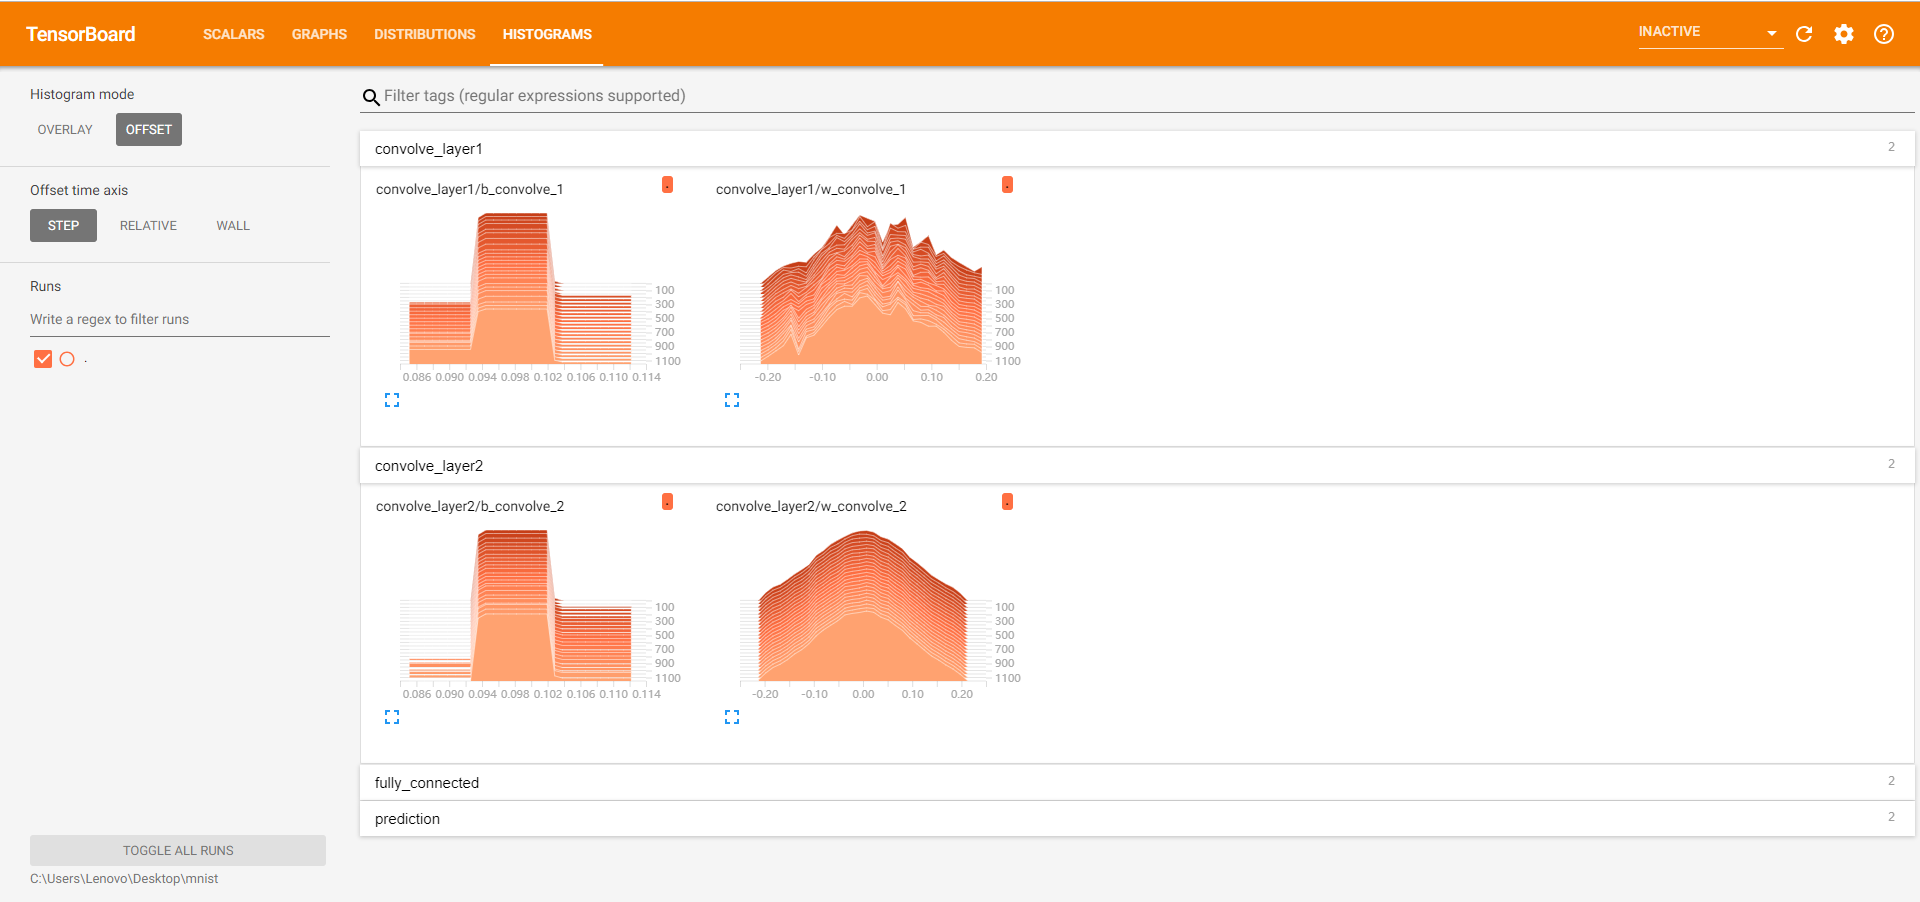 TensorBoard SCALARS GRAPHS DISTRIBUTIONS HISTOGRAMS INACTIVE
Histogram mode
OVERLAY OFFSET
Offset time axis
STEP RELATIVE WALL
Runs
Write a regex to filter runs
.
TOGGLE ALL RUNS
C:\Users\Lenovo\Desktop\mnist
Filter tags (regular expressions supported)
convolve_layer1 2
convolve_layer1/b_convolve_1 .
100
300
500
700
900
1100
0.086 0.090 0.094 0.098 0.102 0.106 0.110 0.114
convolve_layer1/w_convolve_1 .
100
300
500
700
900
1100
-0.20 -0.10 0.00 0.10 0.20
convolve_layer2 2
convolve_layer2/b_convolve_2 .
100
300
500
700
900
1100
0.086 0.090 0.094 0.098 0.102 0.106 0.110 0.114
convolve_layer2/w_convolve_2 .
100
300
500
700
900
1100
-0.20 -0.10 0.00 0.10 0.20
fully_connected 2
prediction 2